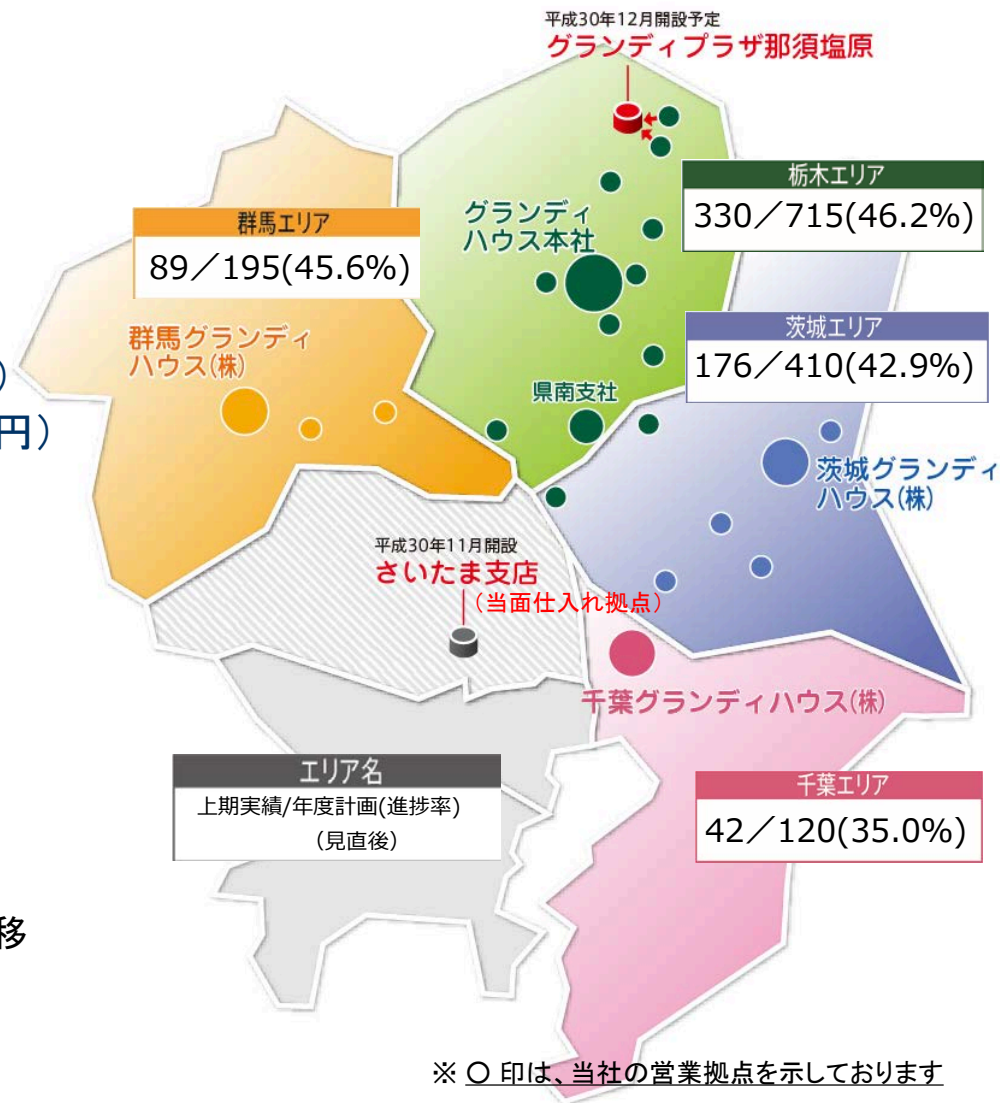 平成30年12月開設予定
グランディプラザ那須塩原
栃木エリア
330／715(46.2%)
群馬エリア
89／195(45.6%)
グランディ
ハウス本社
茨城エリア
176／410(42.9%)
群馬グランディ
ハウス(株)
）
円）
県南支社
茨城グランディ
ハウス(株)
平成30年11月開設
さいたま支店
（当面仕入れ拠点）
千葉グランディハウス(株)
エリア名
上期実績/年度計画(進捗率)
（見直後）
千葉エリア
42／120(35.0%)
移
※ ○ 印は、当社の営業拠点を示しております